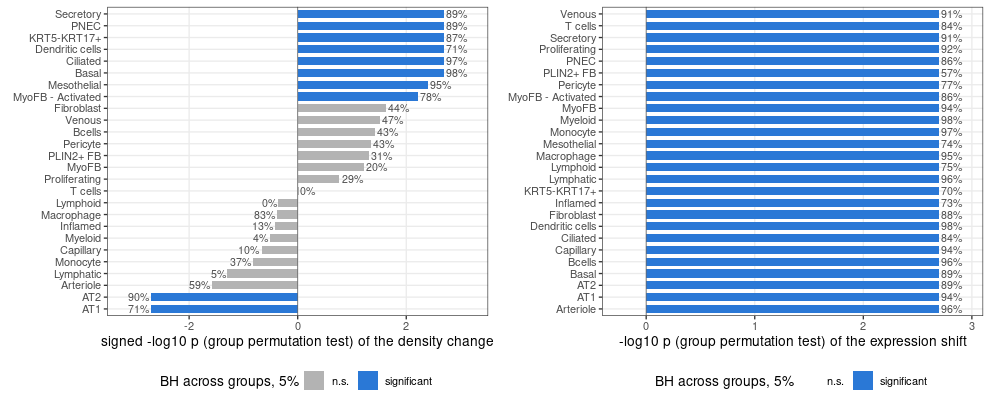 Secretory 89%
PNEC 89%
KRT5-KRT17+ 87%
Dendritic cells 71%
Ciliated 97%
Basal 98%
Mesothelial 95%
MyoFB - Activated 78%
Fibroblast 44%
Venous 47%
Bcells 43%
Pericyte 43%
PLIN2+ FB 31%
MyoFB 20%
Proliferating 29%
T cells 0%
Lymphoid 0%
Macrophage 83%
Inflamed 13%
Myeloid 4%
Capillary 10%
Monocyte 37%
Lymphatic 5%
Arteriole 59%
AT2 90%
AT1 71%
-2 0 2
signed -log10 p (group permutation test) of the density change
BH across groups, 5% n.s. significant
Venous 91%
T cells 84%
Secretory 91%
Proliferating 92%
PNEC 86%
PLIN2+ FB 57%
Pericyte 77%
MyoFB - Activated 86%
MyoFB 94%
Myeloid 98%
Monocyte 97%
Mesothelial 74%
Macrophage 95%
Lymphoid 75%
Lymphatic 96%
KRT5-KRT17+ 70%
Inflamed 73%
Fibroblast 88%
Dendritic cells 98%
Ciliated 84%
Capillary 94%
Bcells 96%
Basal 89%
AT2 89%
AT1 94%
Arteriole 96%
0 1 2 3
-log10 p (group permutation test) of the expression shift
BH across groups, 5% n.s. significant